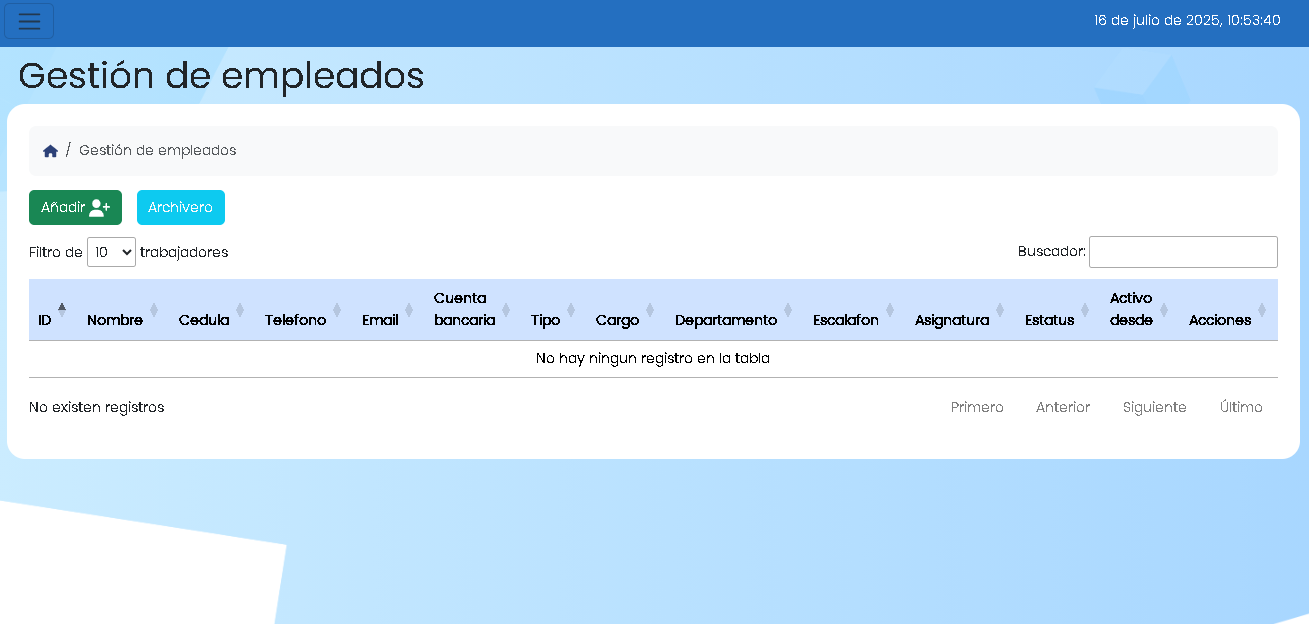 16 de julio de 2025, 10:53:40
Gestión de empleados
/ Gestión de empleados
Añadir Archivero
Filtro de 10 trabajadores Buscador:
ID Nombre Cedula Telefono Email Cuenta bancaria Tipo Cargo Departamento Escalafon Asignatura Estatus Activo desde Acciones
No hay ningun registro en la tabla
No existen registros Primero Anterior Siguiente Último